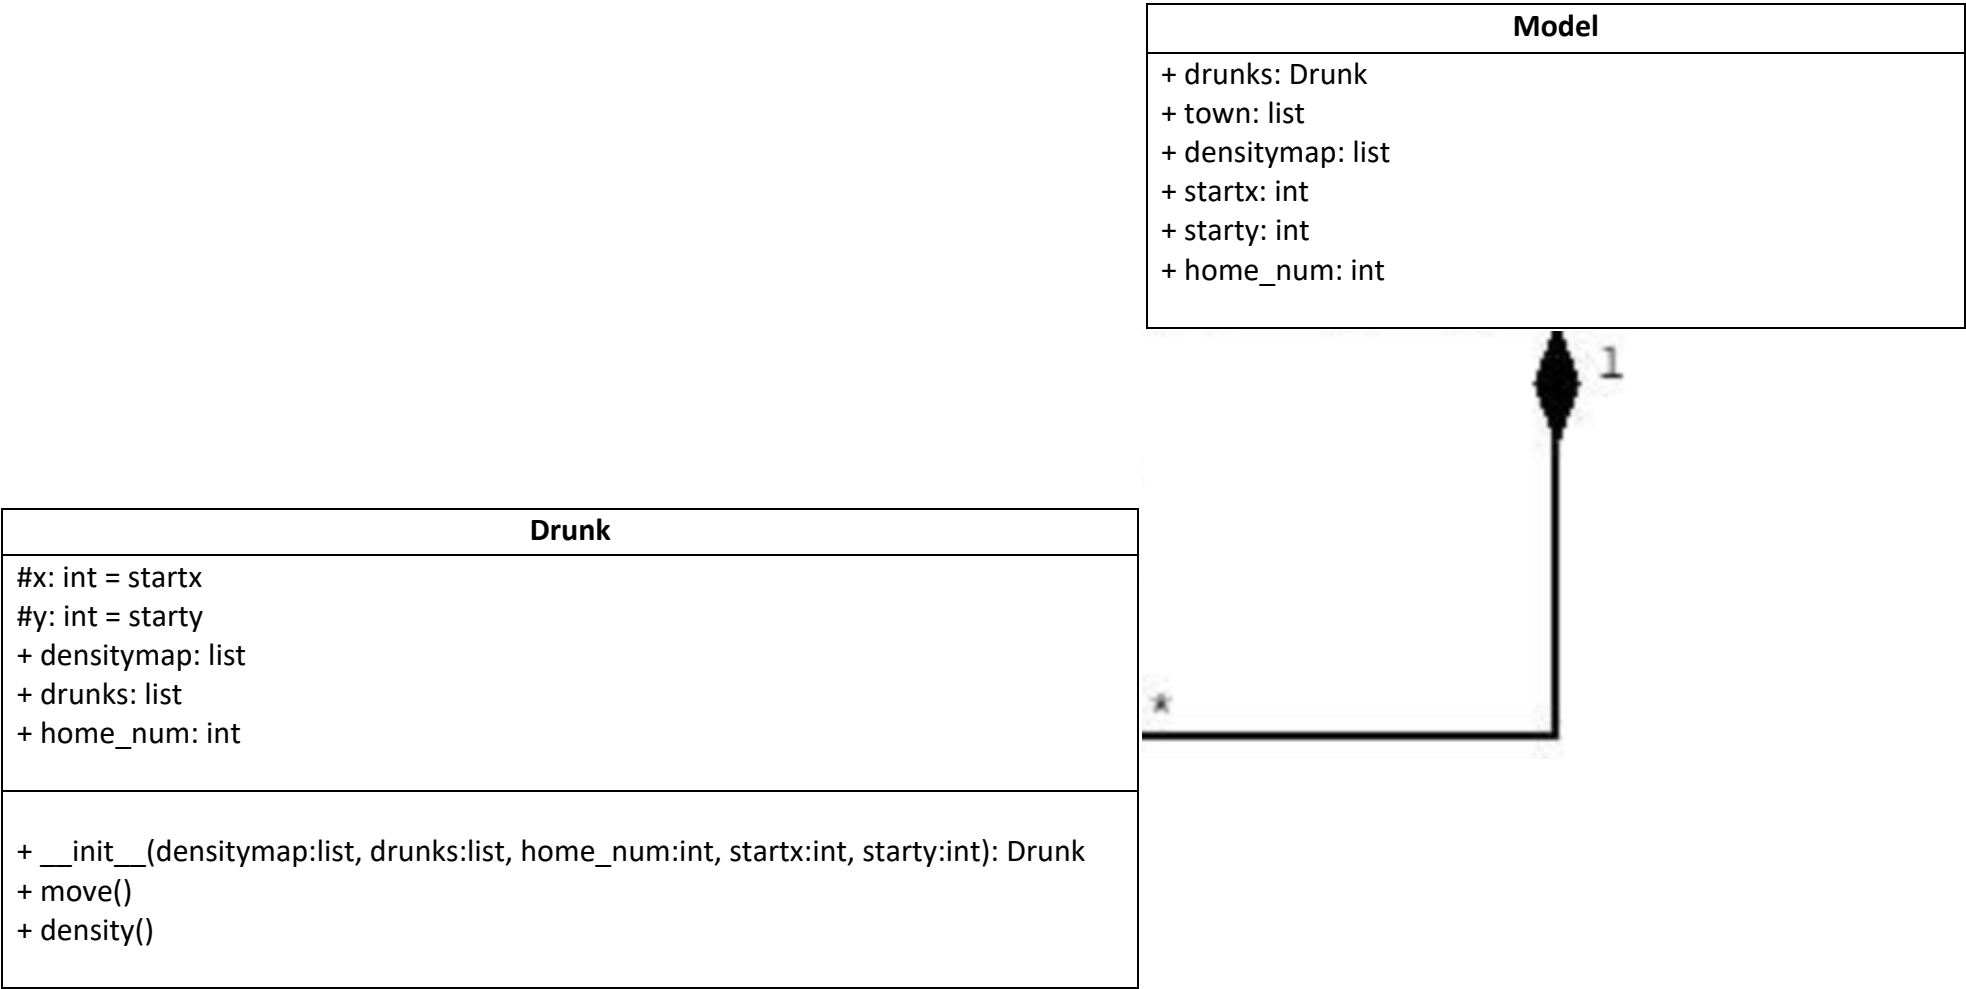 Model
+ drunks: Drunk
+ town: list
+ densitymap: list
+ startx: int
+ starty: int
+ home_num: int
1
Drunk
#x: int = startx
#y: int = starty
+ densitymap: list
+ drunks: list
+ home_num: int
*
+ __init__(densitymap:list, drunks:list, home_num:int, startx:int, starty:int): Drunk
+ move()
+ density()